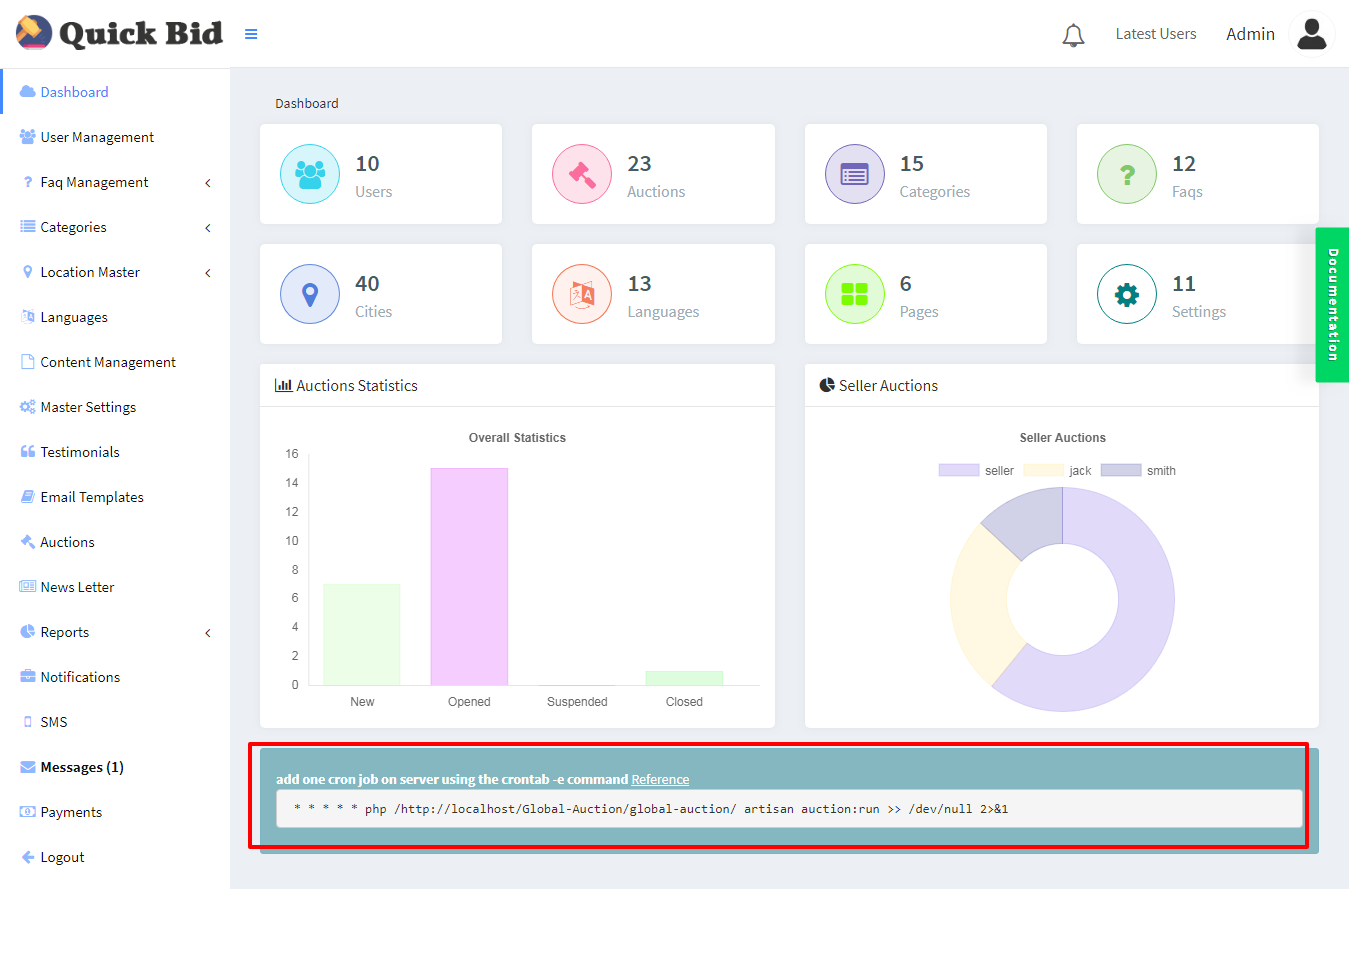 Quick Bid
Latest Users
Admin
Dashboard
User Management
Faq Management
Categories
Location Master
Languages
Content Management
Master Settings
Testimonials
Email Templates
Auctions
News Letter
Reports
Notifications
SMS
Messages (1)
Payments
Logout
Dashboard
10
Users
23
Auctions
15
Categories
12
Faqs
40
Cities
13
Languages
6
Pages
11
Settings
Documentation
Auctions Statistics
Overall Statistics
16
14
12
10
8
6
4
2
0
New Opened Suspended Closed
Seller Auctions
Seller Auctions
seller jack smith
add one cron job on server using the crontab -e command Reference
* * * * * php /http://localhost/Global-Auction/global-auction/ artisan auction:run >> /dev/null 2>&1